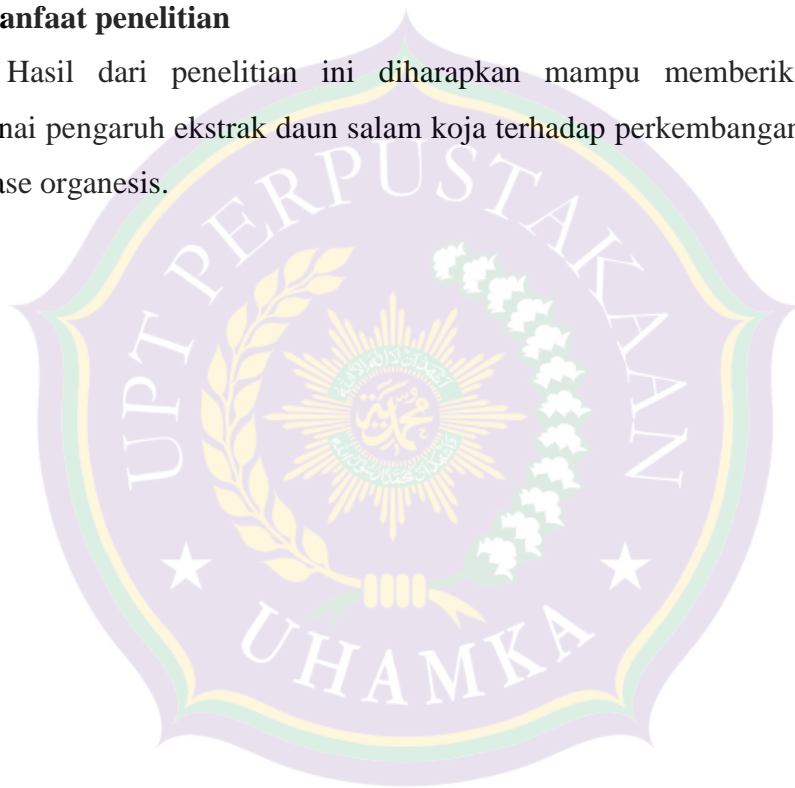 anfaat penelitian
Hasil dari penelitian ini diharapkan mampu memberik
nai pengaruh ekstrak daun salam koja terhadap perkembangan
ase organesis.
UPT PERPUSTAKAAN
محمدية
UHAMKA